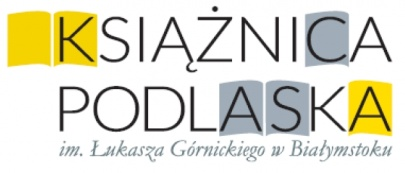 KSIĄŻNICA
PODLASKA
im. Łukasza Górnickiego w Białymstoku